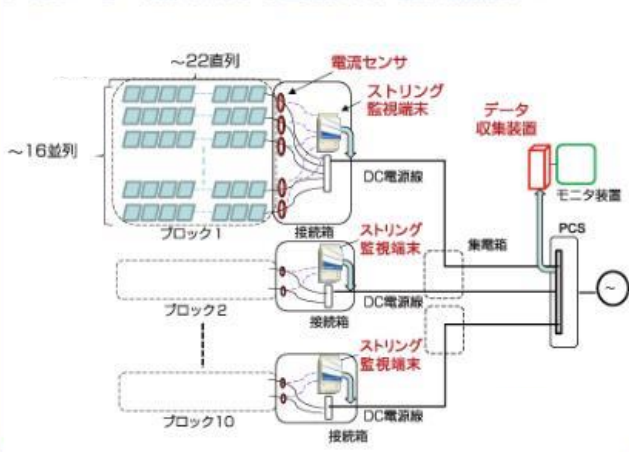 ～22直列
電流センサ
ストリング
監視端末
データ
収集装置
～16並列
DC電源線
モニタ装置
ブロック1
接続箱
PCS
集電箱
ストリング
監視端末
～
DC電源線
ブロック2
接続箱
ストリング
監視端末
DC電源線
ブロック10
接続箱